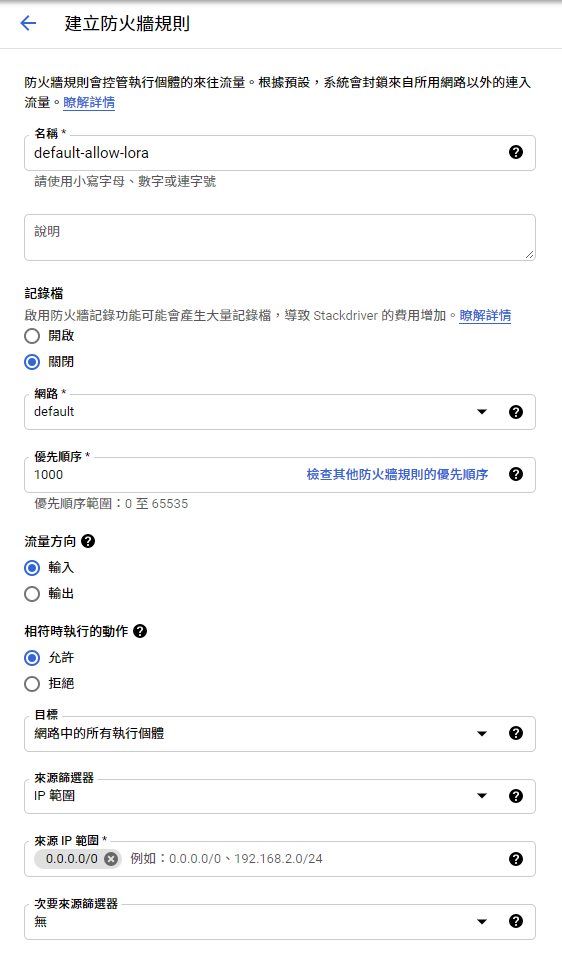 建立防火牆規則
防火牆規則會控管執行個體的來往流量。根據預設，系統會封鎖來自所用網路以外的連入
流量。瞭解詳情
名稱 *
default-allow-lora
請使用小寫字母、數字或連字號
說明
記錄檔
啟用防火牆記錄功能可能會產生大量記錄檔，導致 Stackdriver 的費用增加。瞭解詳情
開啟
關閉
網路 *
default
優先順序 *
1000 檢查其他防火牆規則的優先順序
優先順序範圍：0 至 65535
流量方向
輸入
輸出
相符時執行的動作
允許
拒絕
目標
網路中的所有執行個體
來源篩選器
IP 範圍
來源 IP 範圍 *
0.0.0.0/0 例如：0.0.0.0/0、192.168.2.0/24
次要來源篩選器
無